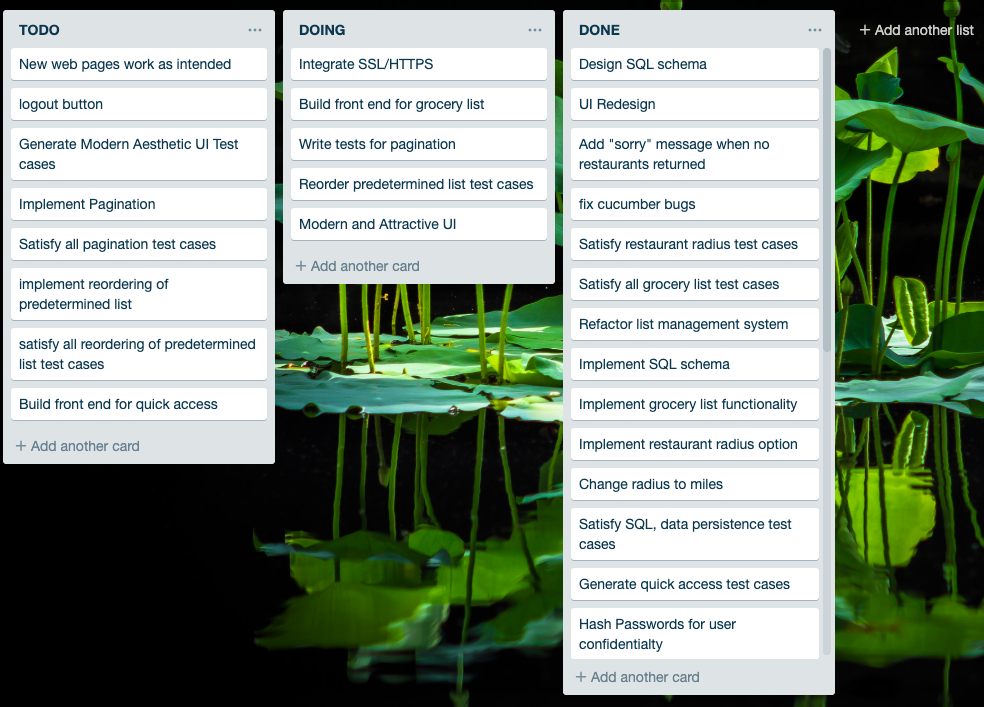 TODO
New web pages work as intended
logout button
Generate Modern Aesthetic UI Test
cases
Implement Pagination
Satisfy all pagination test cases
implement reordering of
predetermined list
satisfy all reordering of predetermined
list test cases
Build front end for quick access
+ Add another card
DOING
Integrate SSL/HTTPS
Build front end for grocery list
Write tests for pagination
Reorder predetermined list test cases
Modern and Attractive UI
+ Add another card
DONE
Design SQL schema
UI Redesign
Add "sorry" message when no
restaurants returned
fix cucumber bugs
Satisfy restaurant radius test cases
Satisfy all grocery list test cases
Refactor list management system
Implement SQL schema
Implement grocery list functionality
Implement restaurant radius option
Change radius to miles
Satisfy SQL, data persistence test
cases
Generate quick access test cases
Hash Passwords for user
confidentialty
+ Add another card
+ Add another list